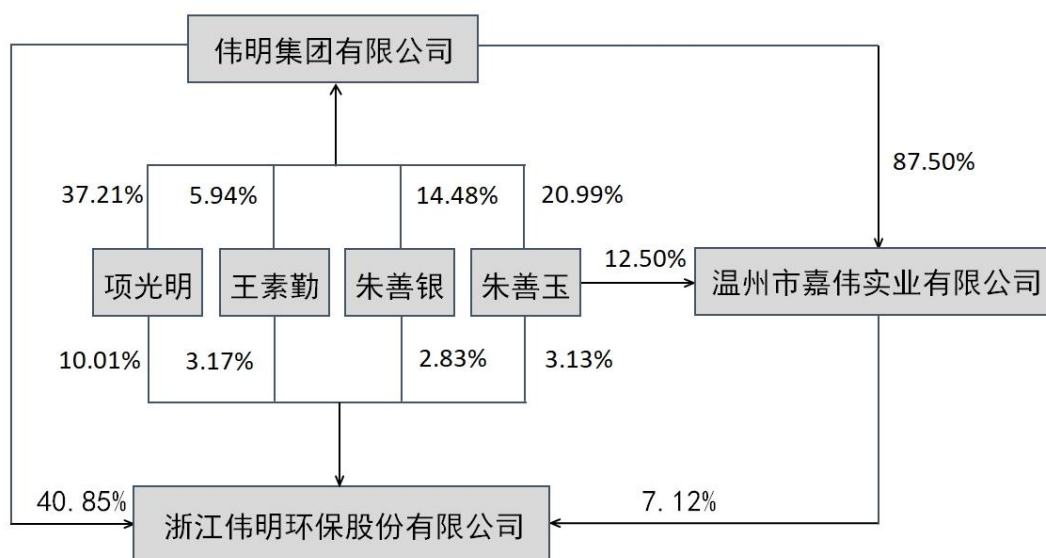 伟明集团有限公司
87.50%
37.21%
5.94%
14.48%
20.99%
项光明
王素勤
朱善银
朱善玉
12.50%
温州市嘉伟实业有限公司
10.01%
3.17%
2.83%
3.13%
40.85%
浙江伟明环保股份有限公司
7.12%